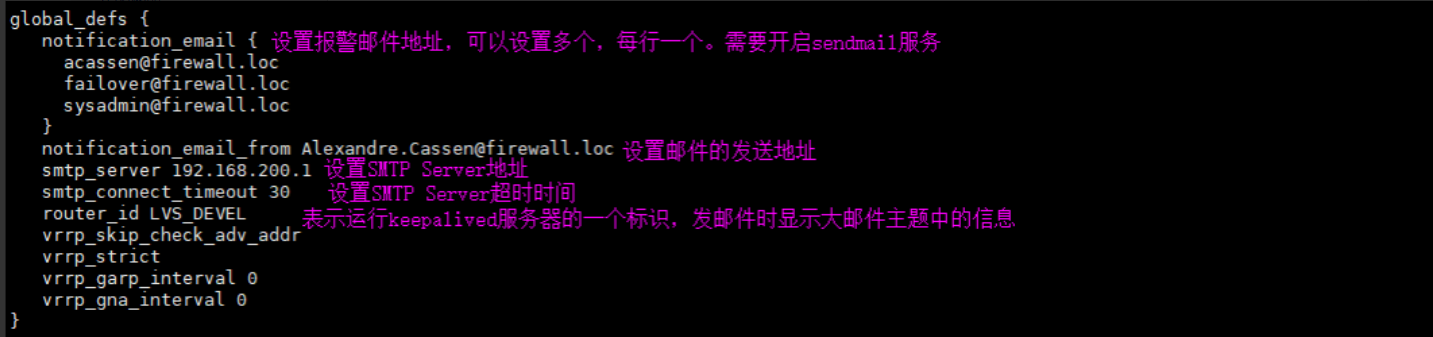 global_defs {
notification_email { 设置报警邮件地址，可以设置多个，每行一个。需要开启sendmail服务
acassen@firewall.loc
failover@firewall.loc
sysadmin@firewall.loc
}
notification_email_from Alexandre.Cassen@firewall.loc 设置邮件的发送地址
smtp_server 192.168.200.1 设置SMTP Server地址
smtp_connect_timeout 30 设置SMTP Server超时时间
router_id LVS_DEVEL 表示运行keepalived服务器的一个标识，发邮件时显示大邮件主题中的信息
vrrp_skip_check_adv_addr
vrrp_strict
vrrp_garp_interval 0
vrrp_gna_interval 0
}